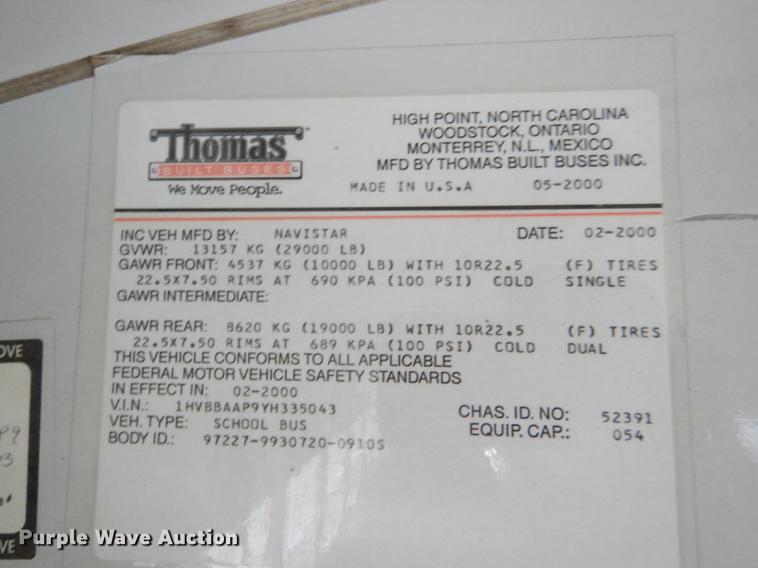 Thomas
BUILT BUSES
We Move People.
HIGH POINT, NORTH CAROLINA
WOODSTOCK, ONTARIO
MONTERREY, N.L., MEXICO
MFD BY THOMAS BUILT BUSES INC.
MADE IN U.S.A 05-2000
INC VEH MFD BY: NAVISTAR DATE: 02-2000
GVWR: 13157 KG (29000 LB)
GAWR FRONT: 4537 KG (10000 LB) WITH 10R22.5 (F) TIRES
22.5X7.50 RIMS AT 690 KPA (100 PSI) COLD SINGLE
GAWR INTERMEDIATE:
GAWR REAR: 8620 KG (19000 LB) WITH 10R22.5 (F) TIRES
22.5X7.50 RIMS AT 689 KPA (100 PSI) COLD DUAL
THIS VEHICLE CONFORMS TO ALL APPLICABLE
FEDERAL MOTOR VEHICLE SAFETY STANDARDS
IN EFFECT IN: 02-2000
V.I.N.: 1HVBBAAP9YH335043 CHAS. ID. NO: 52391
VEH. TYPE: SCHOOL BUS EQUIP. CAP.: 054
BODY ID.: 97227-9930720-0910S
Purple Wave Auction